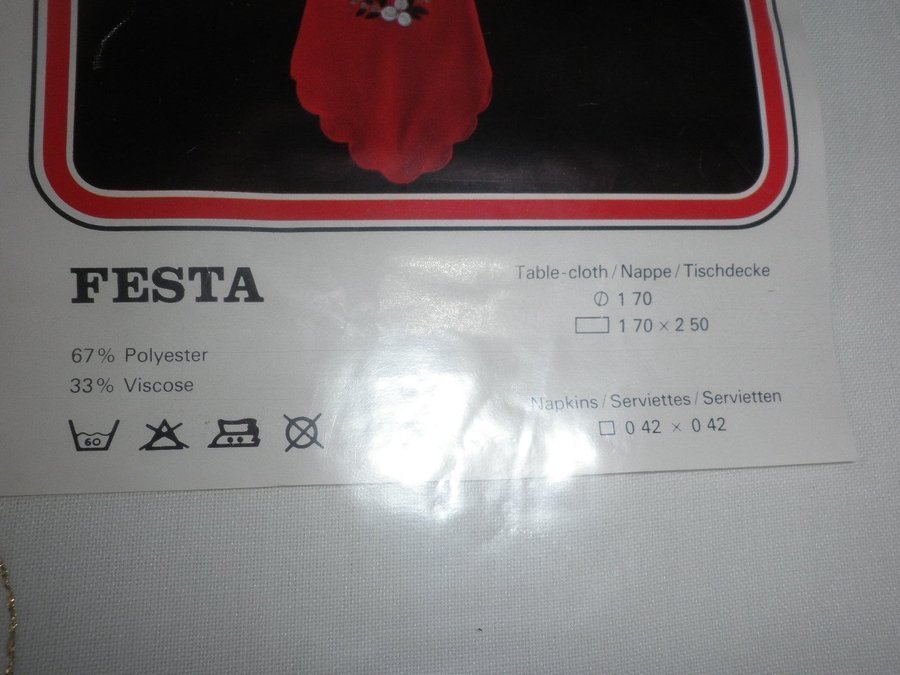 FESTA
67% Polyester
33% Viscose
60
Table-cloth / Nappe / Tischdecke
∅ 1 70
1 70 × 2 50
Napkins / Serviettes / Servietten
0 42 × 0 42